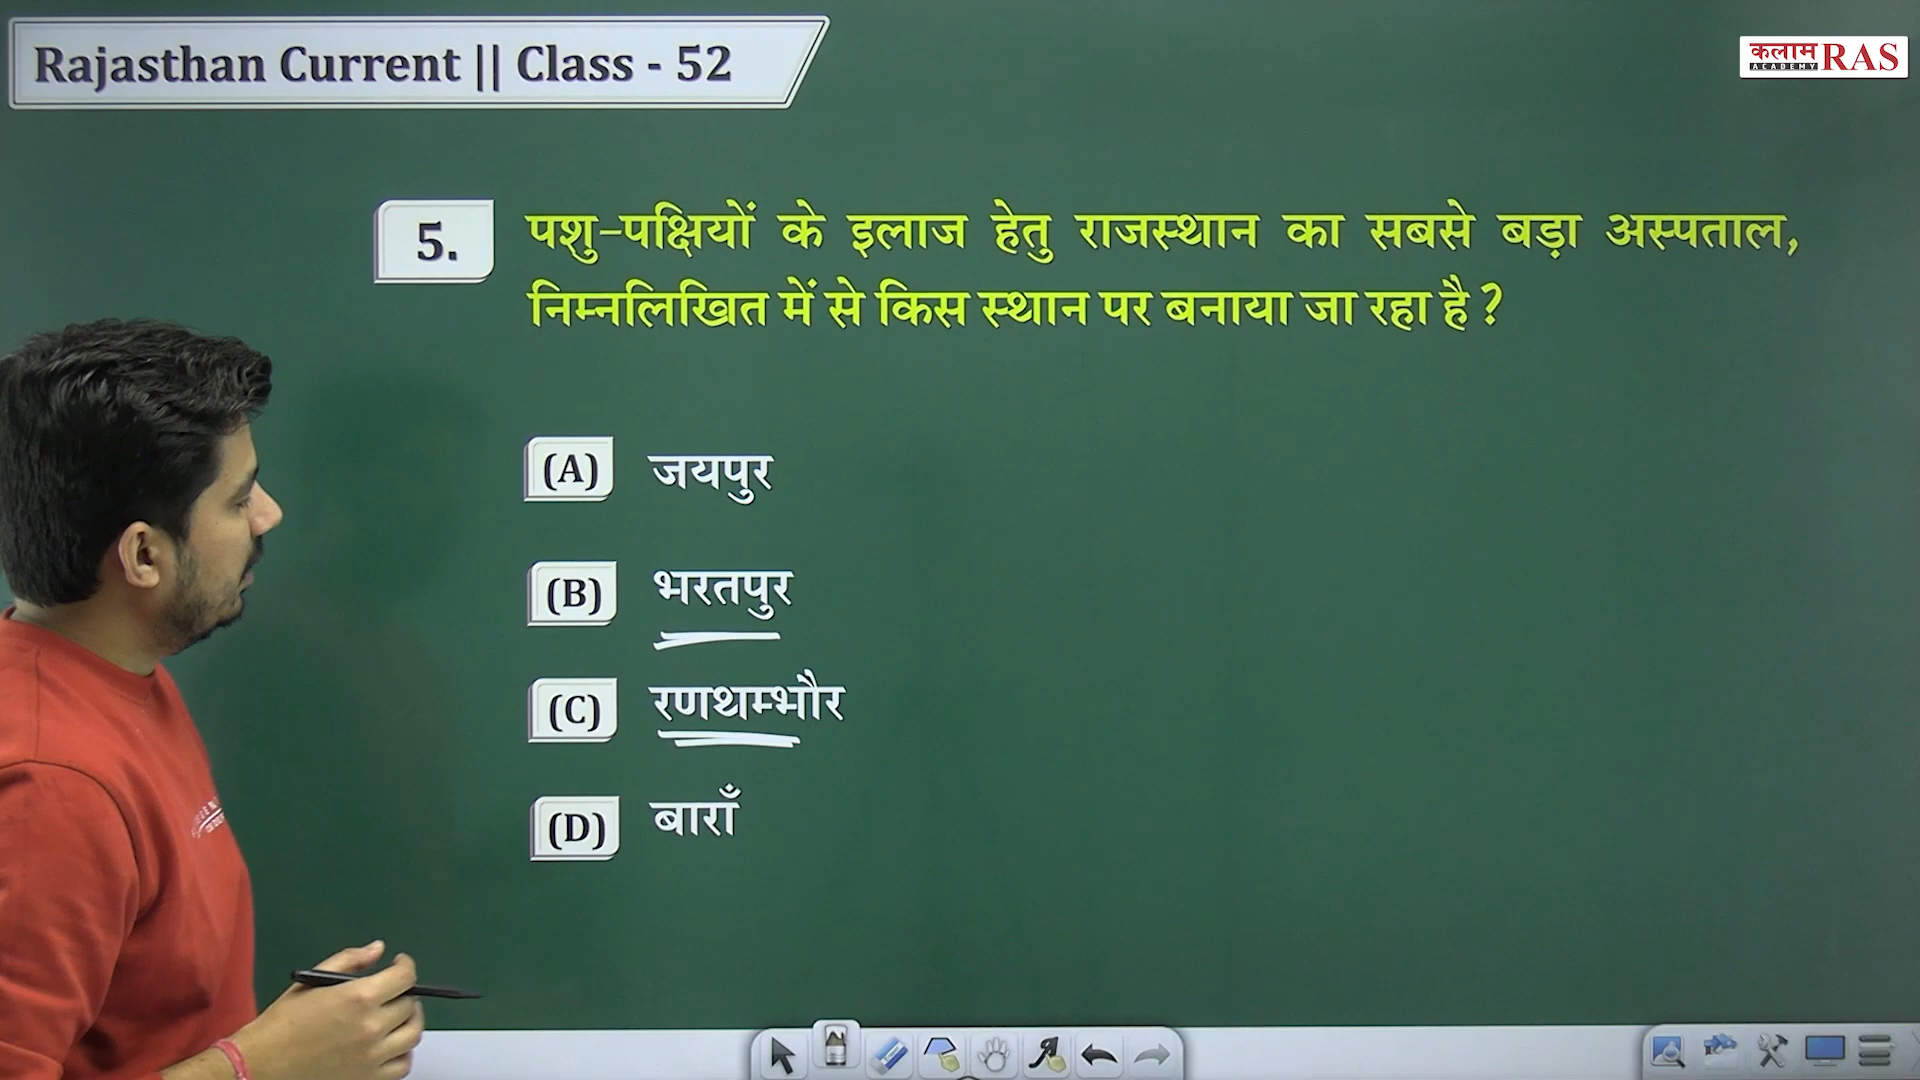 Rajasthan Current || Class - 52
कलाम RAS
ACADEMY
5. पशु-पक्षियों के इलाज हेतु राजस्थान का सबसे बड़ा अस्पताल,
निम्नलिखित में से किस स्थान पर बनाया जा रहा है ?
(A) जयपुर
(B) भरतपुर
(C) रणथम्भौर
(D) बाराँ